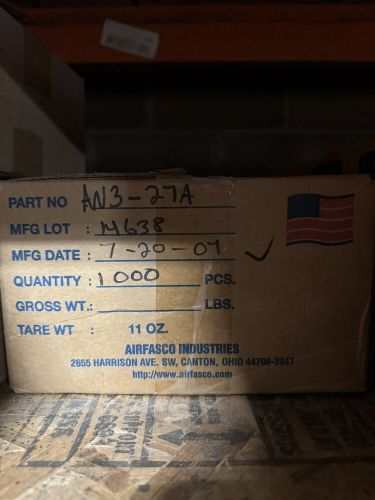 PART NO AN3-27A
MFG LOT : M638
MFG DATE : 7-20-07
QUANTITY : 1000 PCS.
GROSS WT.: LBS.
TARE WT : 11 OZ.
AIRFASCO INDUSTRIES
2655 HARRISON AVE. SW, CANTON, OHIO 44706-3047
http://www.airfasco.com